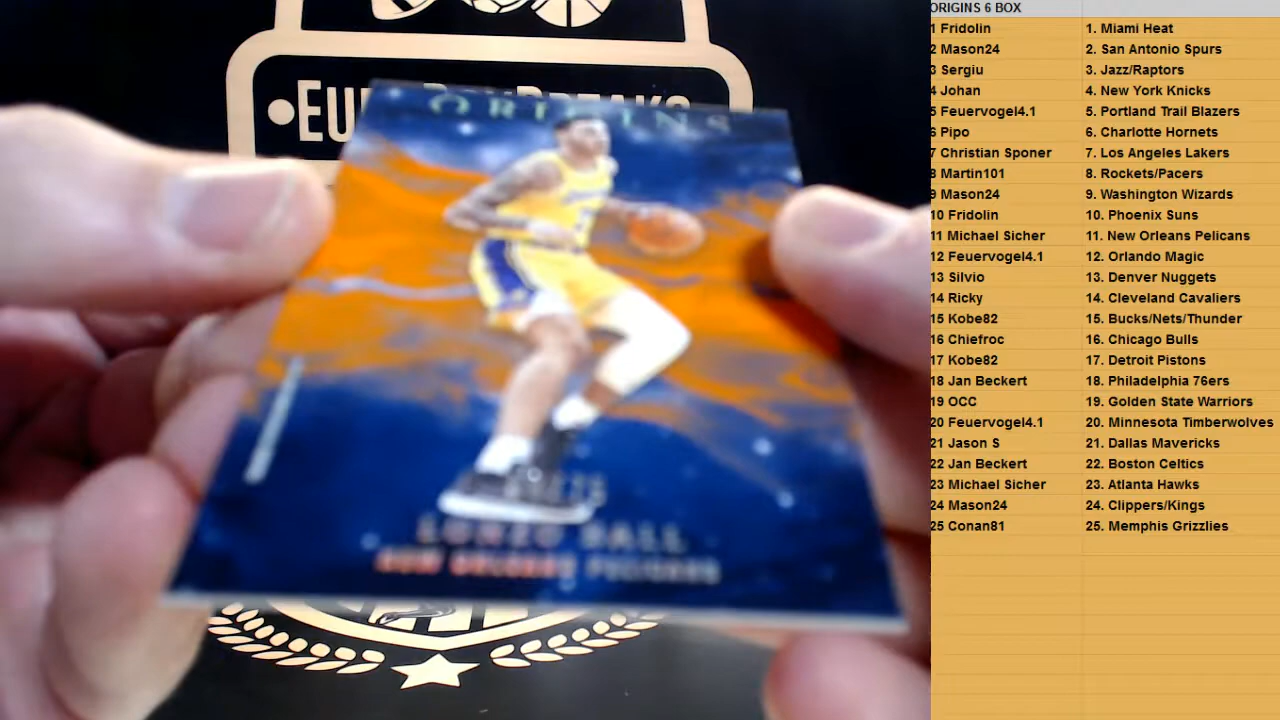 ORIGINS
LONZO BALL
NEW ORLEANS PELICANS
ORIGINS 6 BOX
1 Fridolin 1. Miami Heat
2 Mason24 2. San Antonio Spurs
3 Sergiu 3. Jazz/Raptors
4 Johan 4. New York Knicks
5 Feuervogel4.1 5. Portland Trail Blazers
6 Pipo 6. Charlotte Hornets
7 Christian Sponer 7. Los Angeles Lakers
8 Martin101 8. Rockets/Pacers
9 Mason24 9. Washington Wizards
10 Fridolin 10. Phoenix Suns
11 Michael Sicher 11. New Orleans Pelicans
12 Feuervogel4.1 12. Orlando Magic
13 Silvio 13. Denver Nuggets
14 Ricky 14. Cleveland Cavaliers
15 Kobe82 15. Bucks/Nets/Thunder
16 Chiefroc 16. Chicago Bulls
17 Kobe82 17. Detroit Pistons
18 Jan Beckert 18. Philadelphia 76ers
19 OCC 19. Golden State Warriors
20 Feuervogel4.1 20. Minnesota Timberwolves
21 Jason S 21. Dallas Mavericks
22 Jan Beckert 22. Boston Celtics
23 Michael Sicher 23. Atlanta Hawks
24 Mason24 24. Clippers/Kings
25 Conan81 25. Memphis Grizzlies